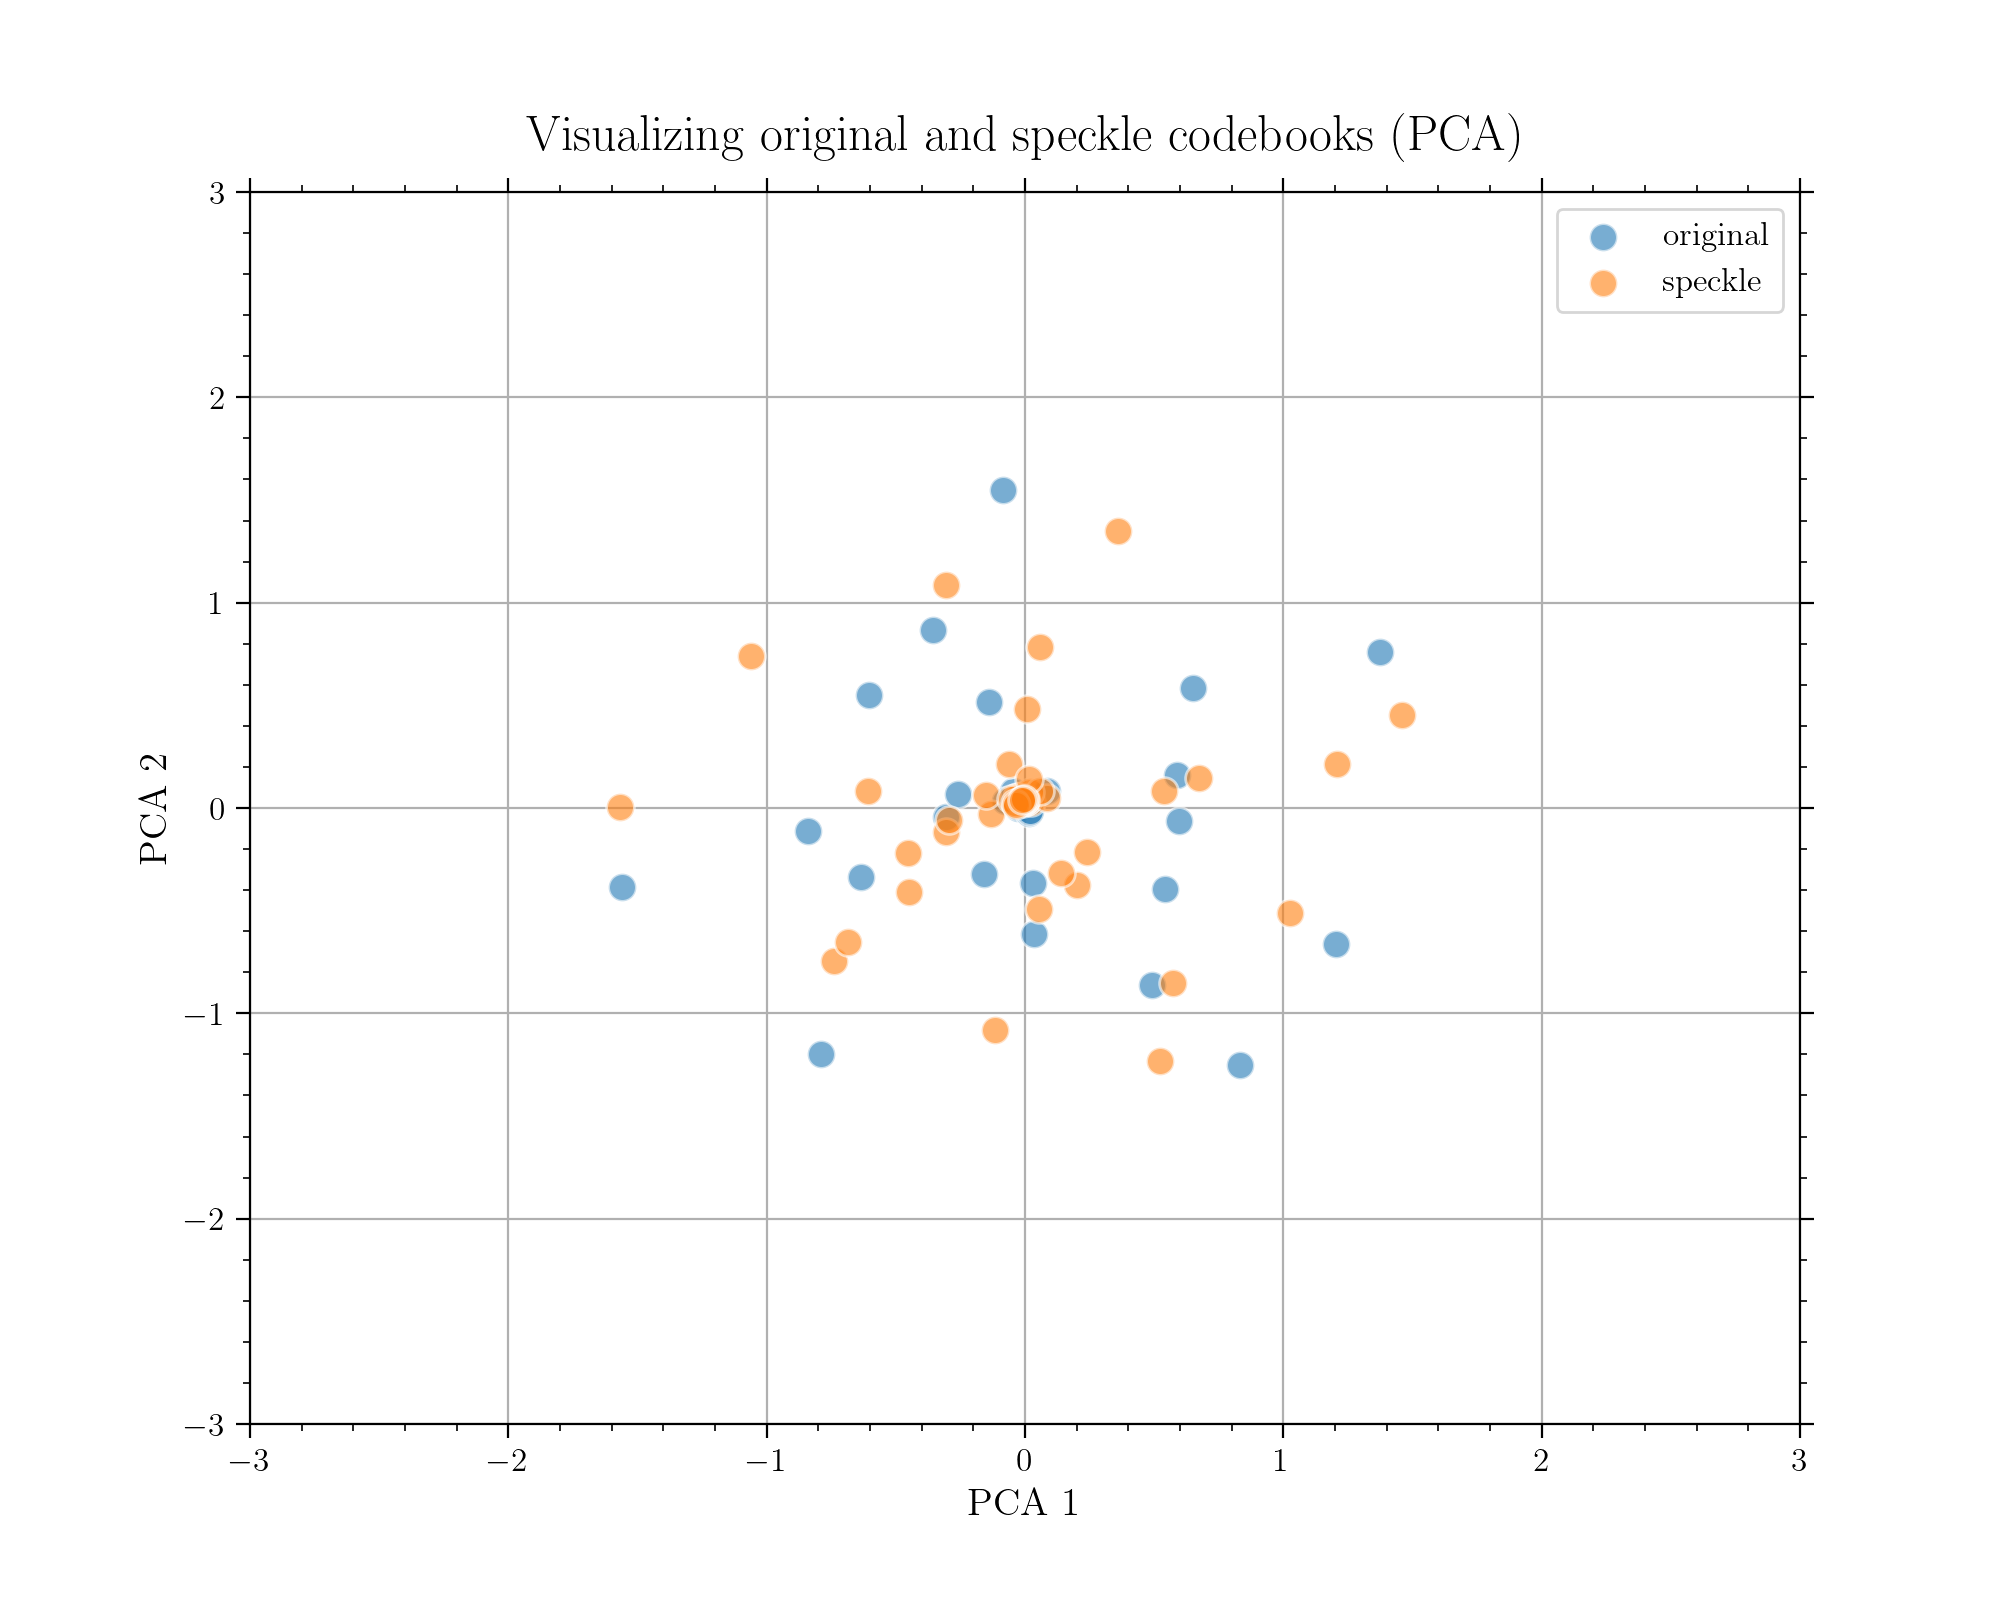 Visualizing original and speckle codebooks (PCA)
original
speckle
3
2
1
0
−1
−2
−3
PCA 2
−3
−2
−1
0
1
2
3
PCA 1